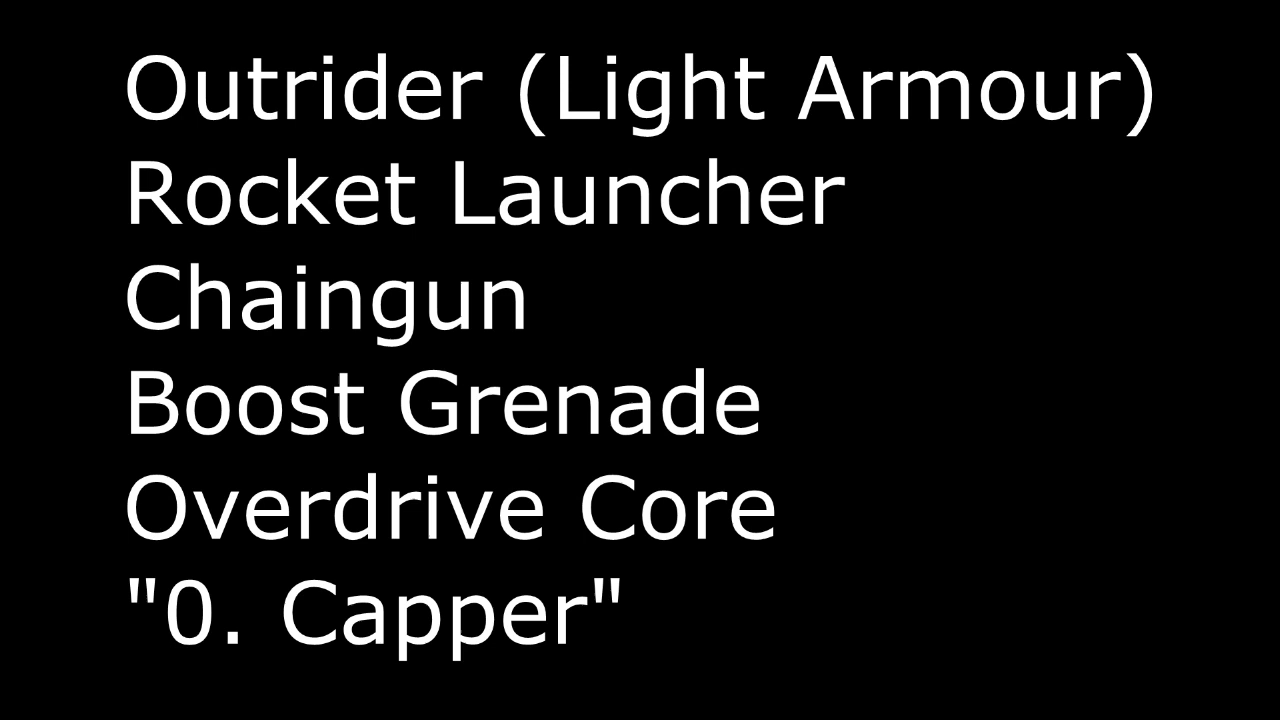 Outrider (Light Armour)
Rocket Launcher
Chaingun
Boost Grenade
Overdrive Core
"0. Capper"